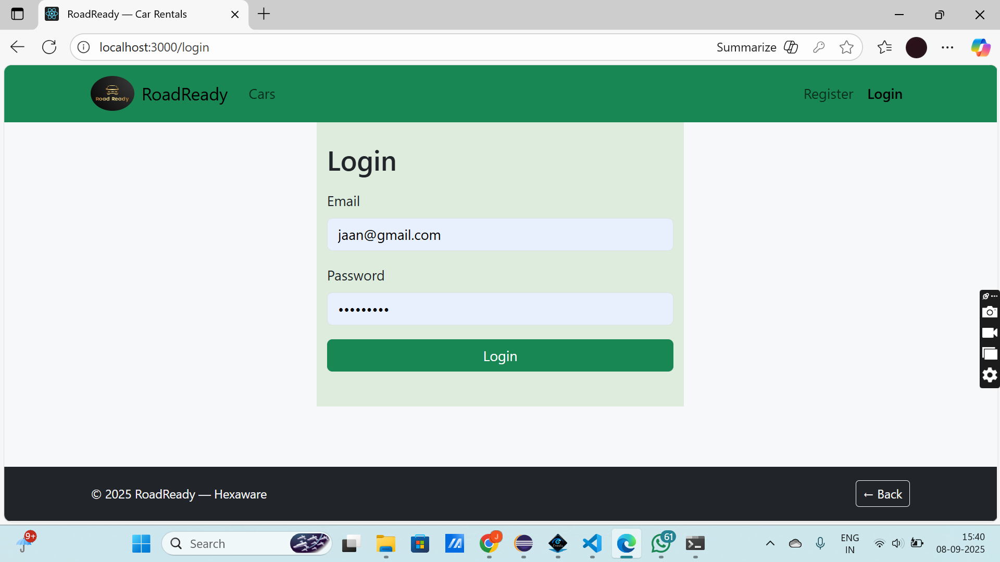 RoadReady — Car Rentals
localhost:3000/login
Summarize
Road Ready
RoadReady
Cars
Register
Login
Login
Email
jaan@gmail.com
Password
•••••••••
Login
© 2025 RoadReady — Hexaware
← Back
9+
Search
J
61
ENG
IN
15:40
08-09-2025